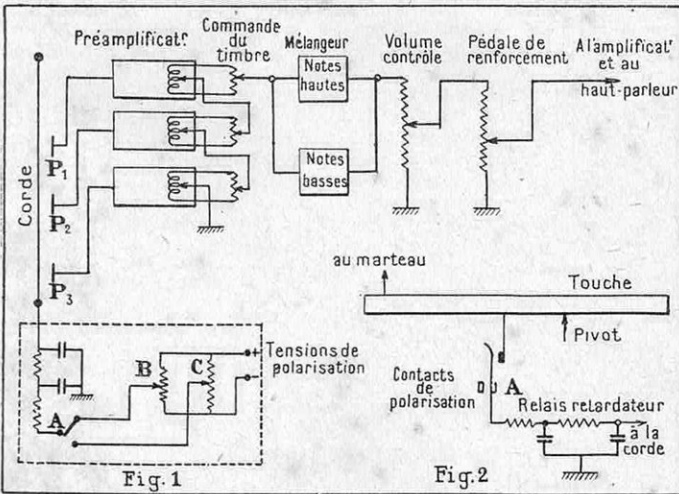 Préamplificatr
Commande
du
timbre
Mélangeur
Volume
contrôle
Pédale de
renforcement
A l'amplificatr
et au
haut-parleur
Notes
hautes
Notes
basses
Corde
P1
P2
P3
A
B
C
+
-
Tensions de
polarisation
Fig. 1
au marteau
Touche
Pivot
Contacts
de
polarisation
A
Relais retardateur
à la
corde
Fig. 2